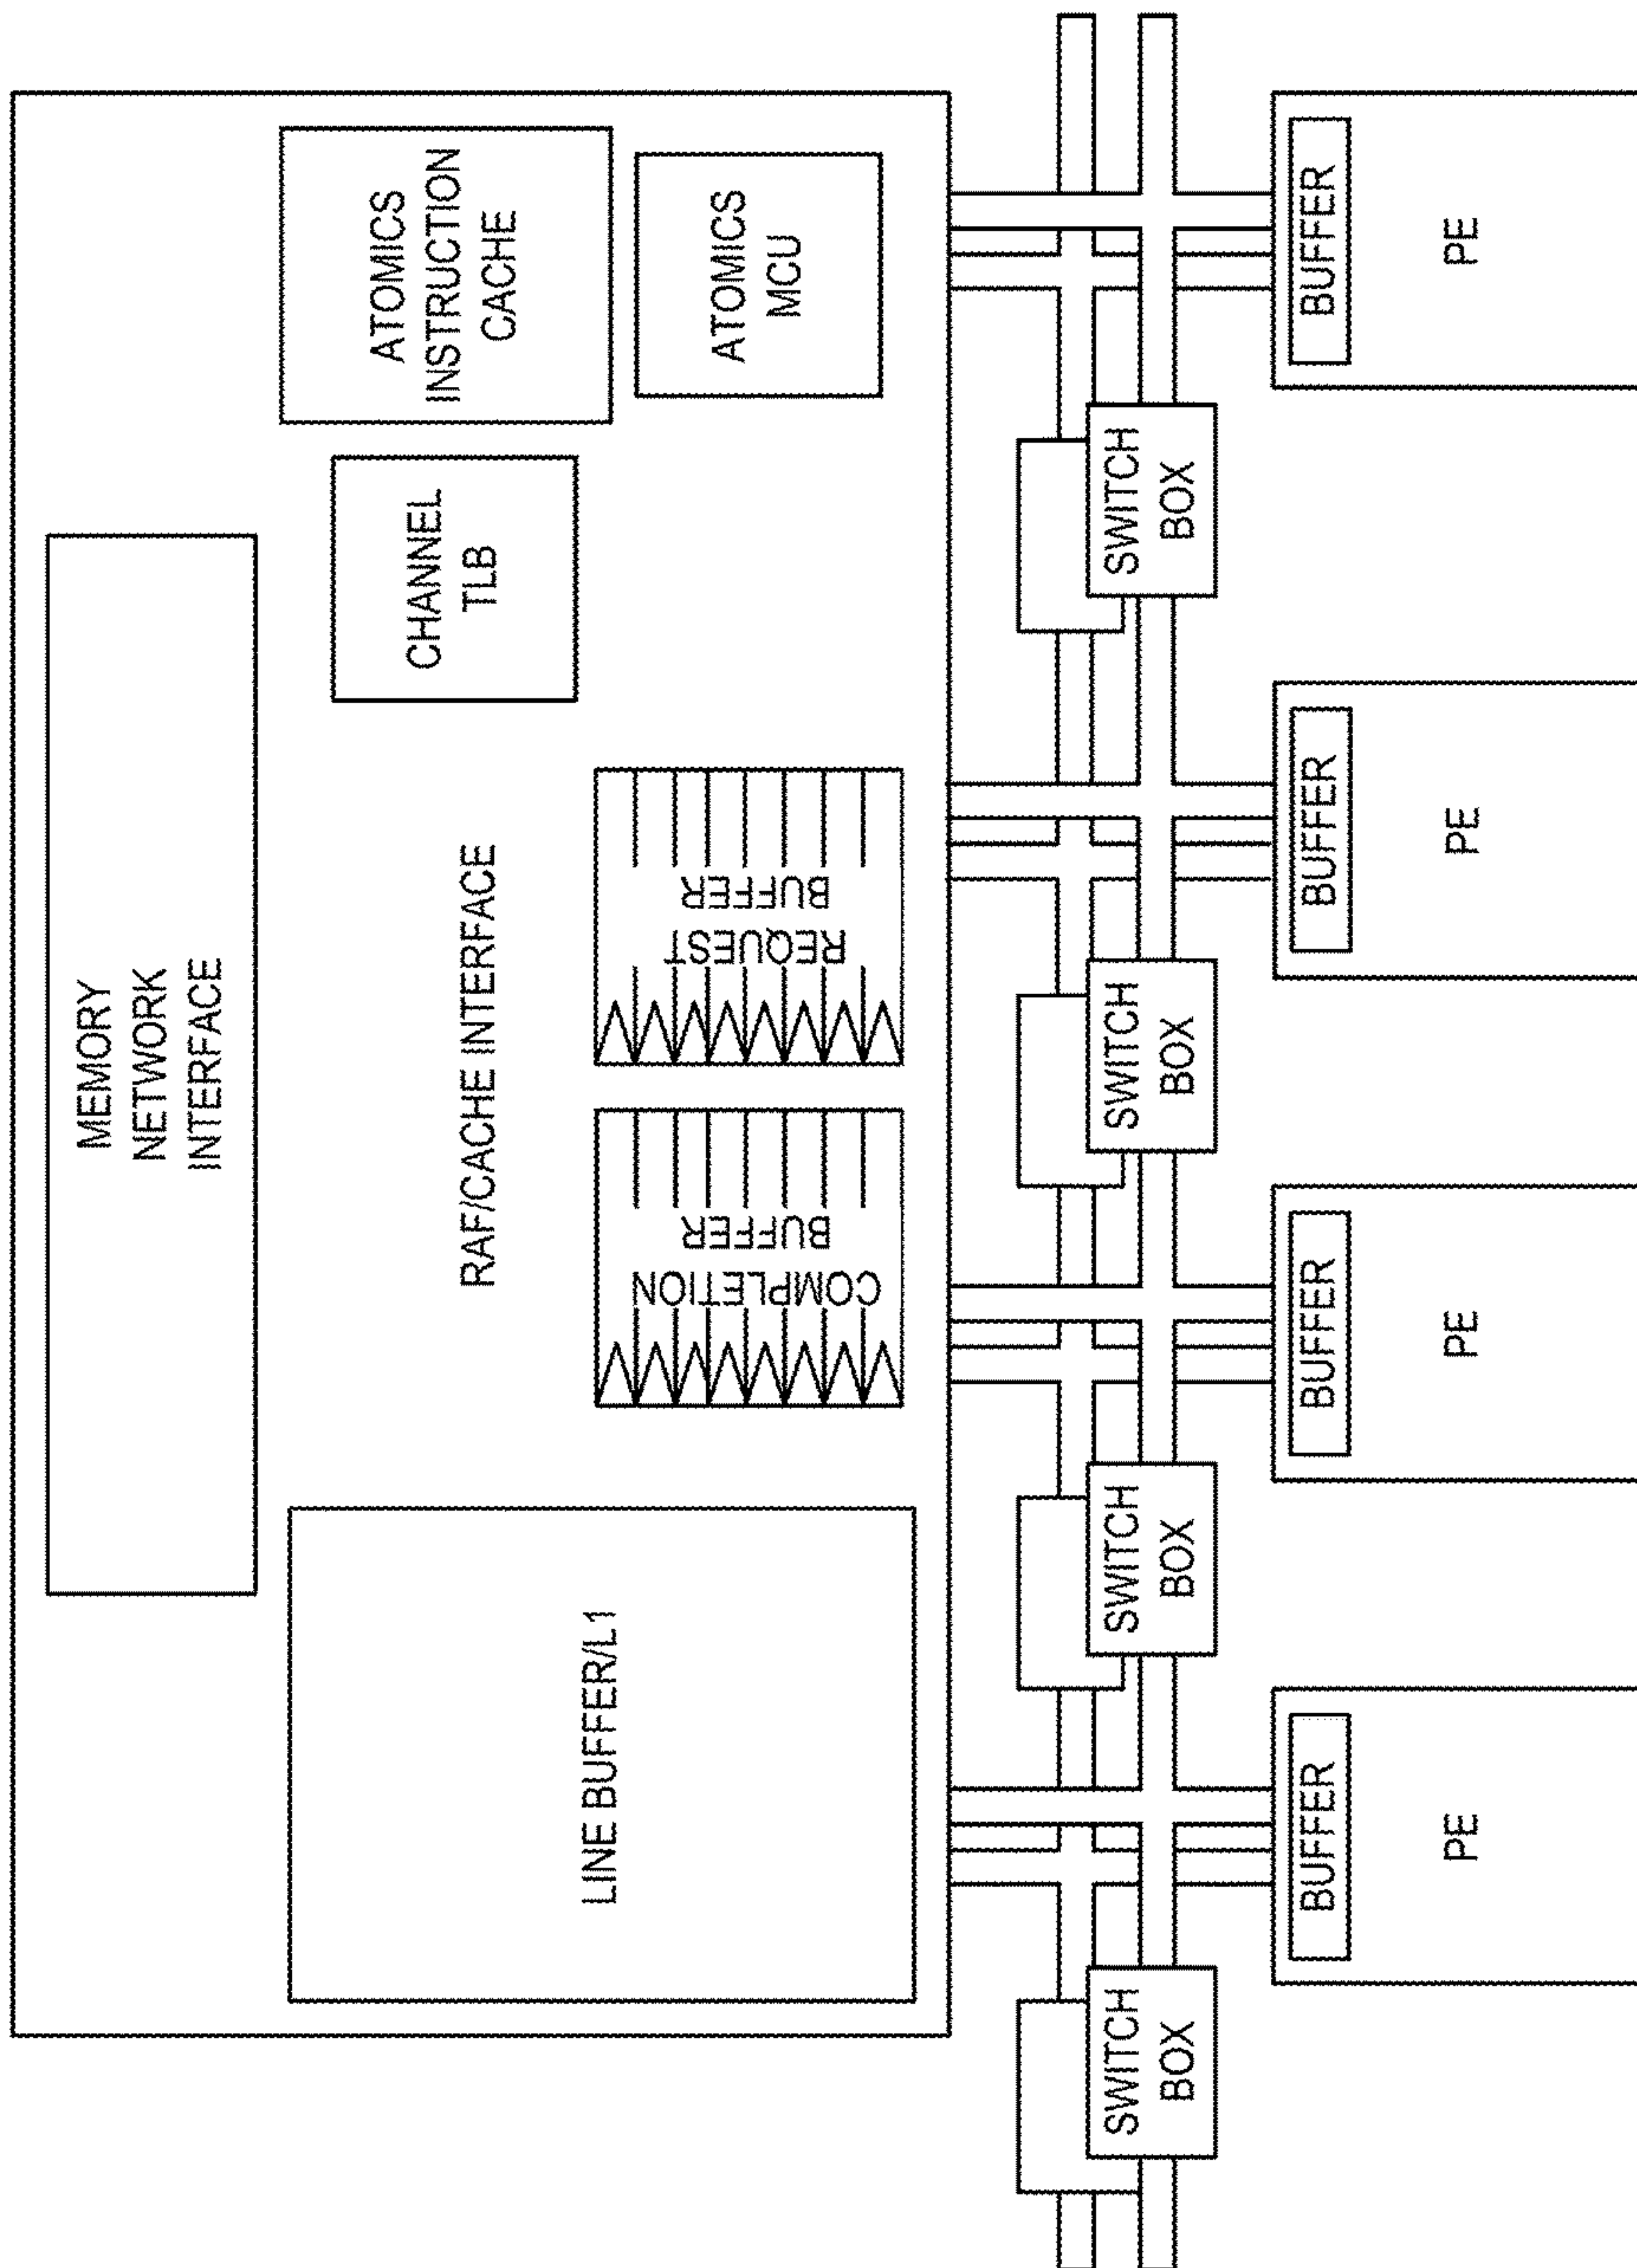 MEMORY
NETWORK
INTERFACE
RAF/CACHE INTERFACE
LINE BUFFER/L1
COMPLETION
BUFFER
REQUEST
BUFFER
CHANNEL
TLB
ATOMICS
INSTRUCTION
CACHE
ATOMICS
MCU
SWITCH
BOX
SWITCH
BOX
SWITCH
BOX
SWITCH
BOX
BUFFER
PE
BUFFER
PE
BUFFER
PE
BUFFER
PE